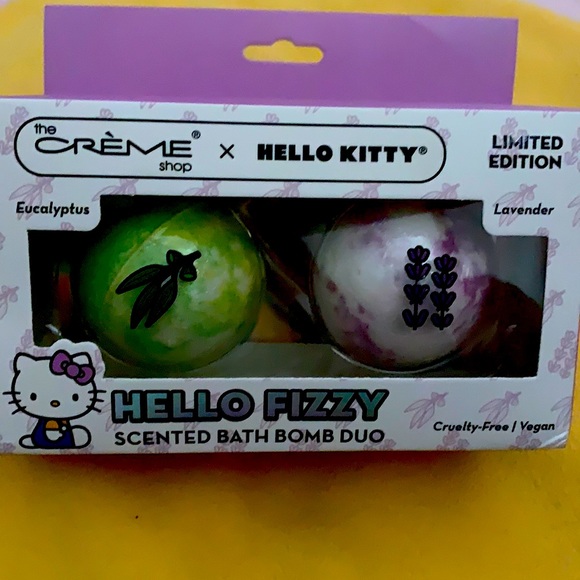 the
CRÈME®
shop
×
HELLO KITTY®
LIMITED
EDITION
Eucalyptus
Lavender
HELLO FIZZY
SCENTED BATH BOMB DUO
Cruelty-Free / Vegan